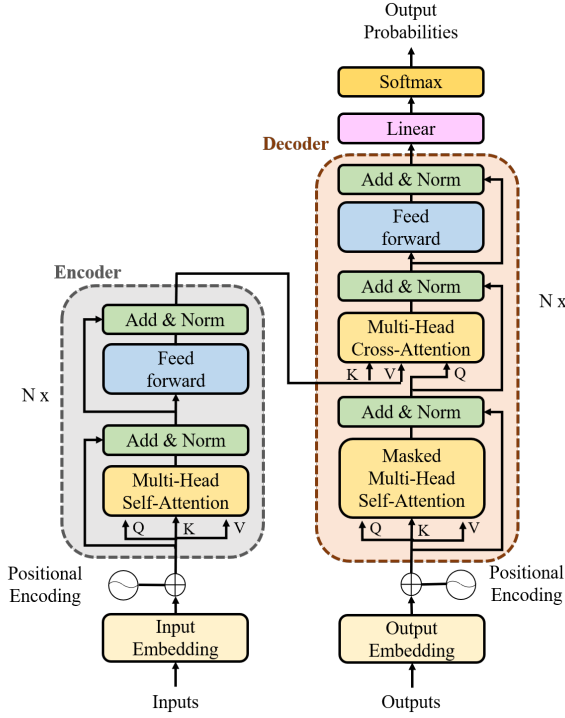 Output
Probabilities
Softmax
Linear
Decoder
Add & Norm
Feed
forward
Add & Norm
Multi-Head
Cross-Attention
K
V
Q
N x
Add & Norm
Masked
Multi-Head
Self-Attention
Q
K
V
Positional
Encoding
Output
Embedding
Outputs
Encoder
Add & Norm
Feed
forward
N x
Add & Norm
Multi-Head
Self-Attention
Q
K
V
Positional
Encoding
Input
Embedding
Inputs